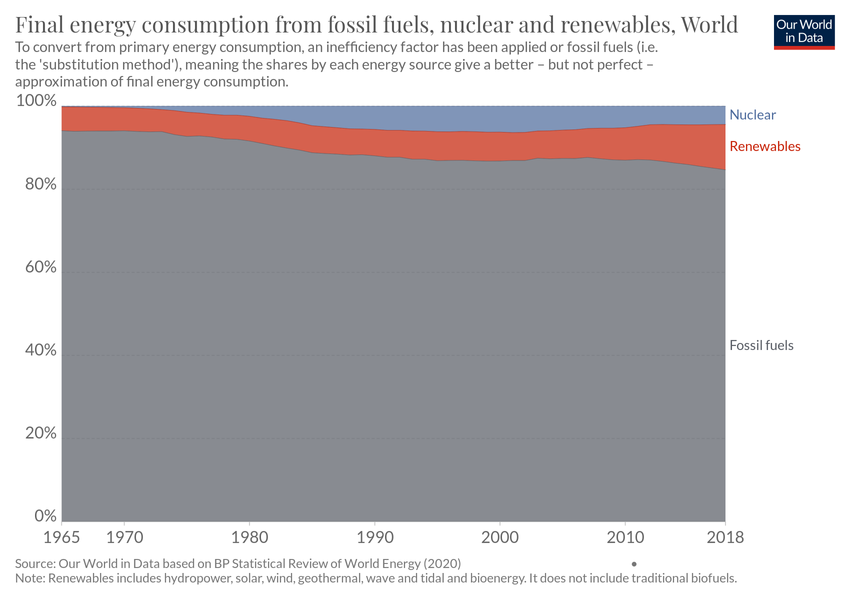 Final energy consumption from fossil fuels, nuclear and renewables, World
Our World
in Data
To convert from primary energy consumption, an inefficiency factor has been applied or fossil fuels (i.e.
the 'substitution method'), meaning the shares by each energy source give a better – but not perfect –
approximation of final energy consumption.
100%
Nuclear
Renewables
80%
60%
40%
Fossil fuels
20%
0%
1965 1970 1980 1990 2000 2010 2018
Source: Our World in Data based on BP Statistical Review of World Energy (2020)
Note: Renewables includes hydropower, solar, wind, geothermal, wave and tidal and bioenergy. It does not include traditional biofuels.